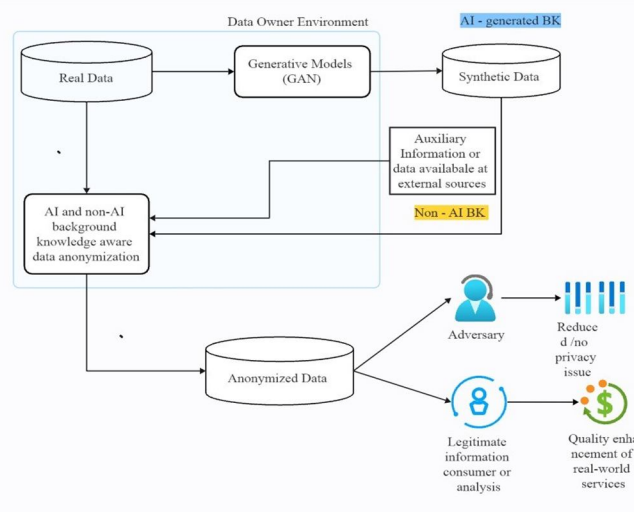 Data Owner Environment
AI - generated BK
Real Data
Generative Models
(GAN)
Synthetic Data
Auxiliary
Information or
data availabale at
external sources
Non - AI BK
AI and non-AI
background
knowledge aware
data anonymization
Anonymized Data
Adversary
Reduce
d /no
privacy
issue
Legitimate
information
consumer or
analysis
Quality enha
ncement of
real-world
services